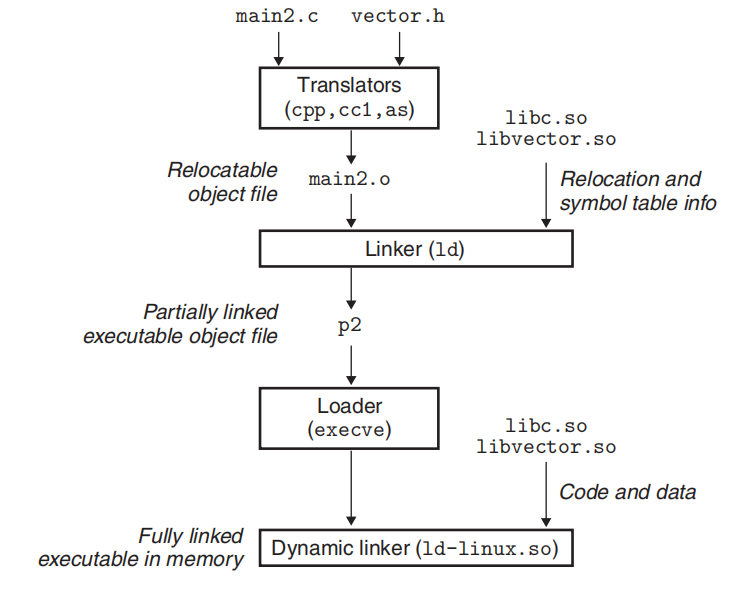 main2.c vector.h
Translators
(cpp,cc1,as)
libc.so
libvector.so
Relocatable
object file
main2.o
Relocation and
symbol table info
Linker (ld)
Partially linked
executable object file
p2
Loader
(execve)
libc.so
libvector.so
Code and data
Fully linked
executable in memory
Dynamic linker (ld-linux.so)